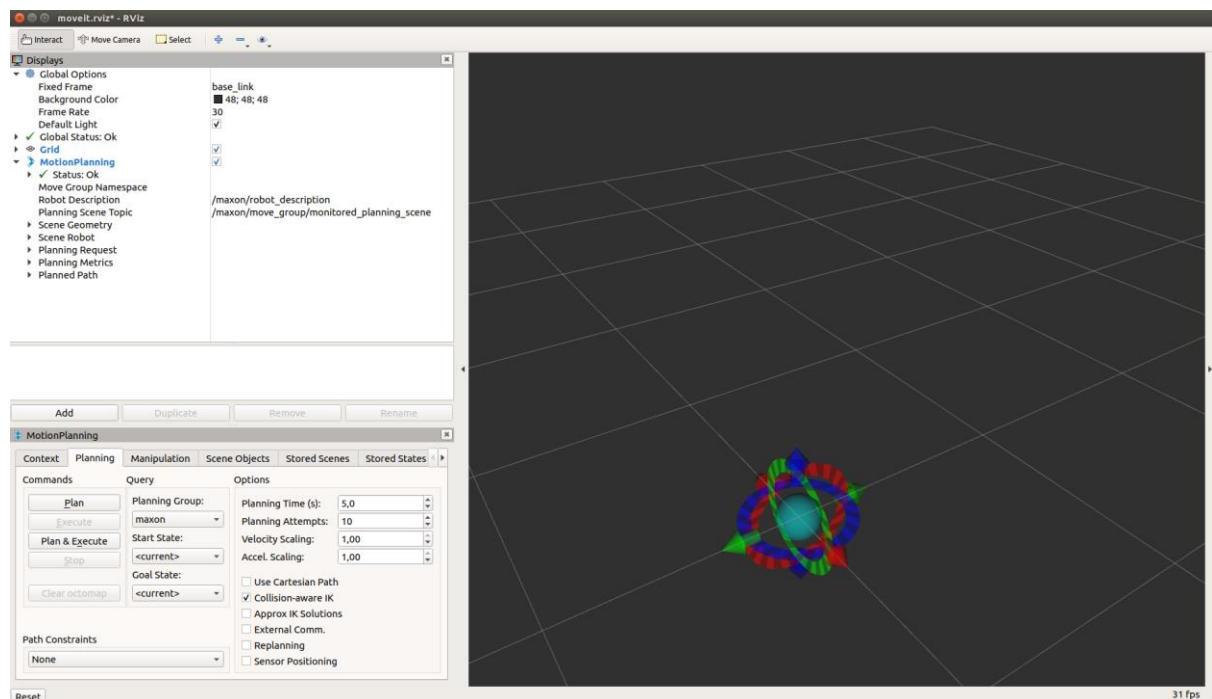 moveit.rviz* - RViz
Interact Move Camera Select
Displays
Global Options
Fixed Frame base_link
Background Color 48; 48; 48
Frame Rate 30
Default Light
Global Status: Ok
Grid
MotionPlanning
Status: Ok
Move Group Namespace
Robot Description /maxon/robot_description
Planning Scene Topic /maxon/move_group/monitored_planning_scene
Scene Geometry
Scene Robot
Planning Request
Planning Metrics
Planned Path
Add Duplicate Remove Rename
MotionPlanning
Context Planning Manipulation Scene Objects Stored Scenes Stored States
Commands Query Options
Plan Planning Group: Planning Time (s): 5,0
Execute maxon Planning Attempts: 10
Plan & Execute Start State: Velocity Scaling: 1,00
Stop <current> Accel. Scaling: 1,00
Goal State: Use Cartesian Path
Clear octomap <current> Collision-aware IK
Approx IK Solutions
External Comm.
Path Constraints Replanning
None Sensor Positioning
Reset 31 fps